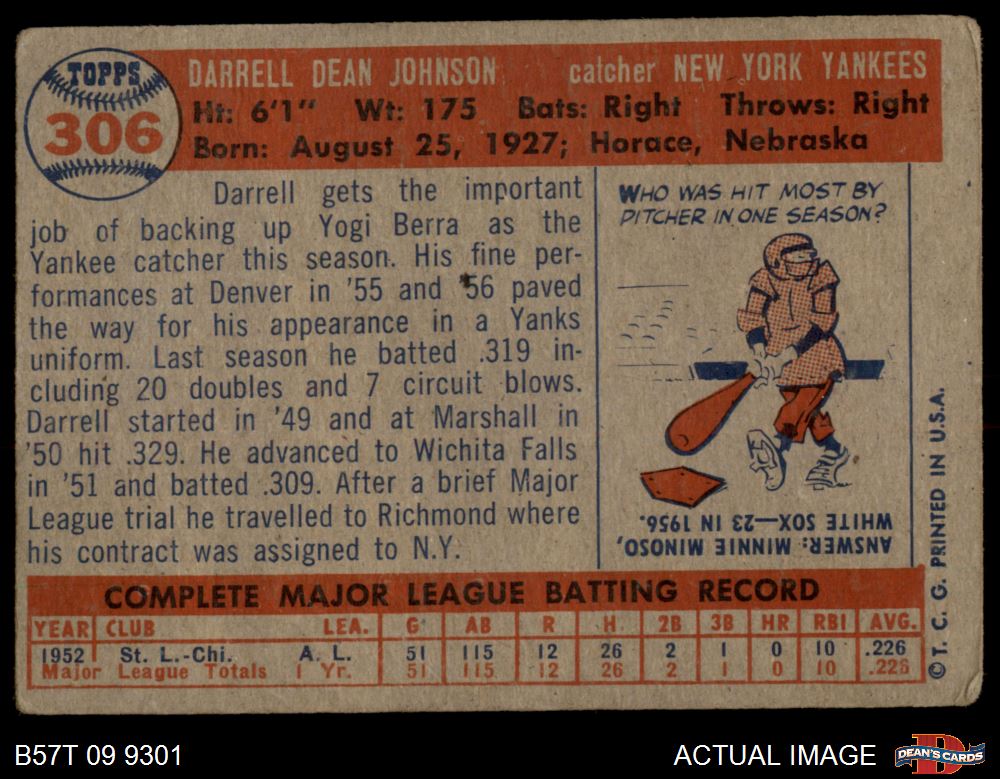 TOPPS
306
DARRELL DEAN JOHNSON catcher NEW YORK YANKEES
Ht: 6'1" Wt: 175 Bats: Right Throws: Right
Born: August 25, 1927; Horace, Nebraska
Darrell gets the important
job of backing up Yogi Berra as the
Yankee catcher this season. His fine per-
formances at Denver in '55 and '56 paved
the way for his appearance in a Yanks
uniform. Last season he batted .319 in-
cluding 20 doubles and 7 circuit blows.
Darrell started in '49 and at Marshall in
'50 hit .329. He advanced to Wichita Falls
in '51 and batted .309. After a brief Major
League trial he travelled to Richmond where
his contract was assigned to N.Y.
WHO WAS HIT MOST BY
PITCHER IN ONE SEASON?
ANSWER: MINNIE MINOSO,
WHITE SOX—23 IN 1956.
©T. C. G. PRINTED IN U.S.A.
COMPLETE MAJOR LEAGUE BATTING RECORD
YEAR CLUB LEA. G AB R H 2B 3B HR RBI AVG.
1952 St. L.-Chi. A. L. 51 115 12 26 2 1 0 10 .226
Major League Totals 1 Yr. 51 115 12 26 2 1 0 10 .226
B57T 09 9301
ACTUAL IMAGE
DEAN'S CARDS